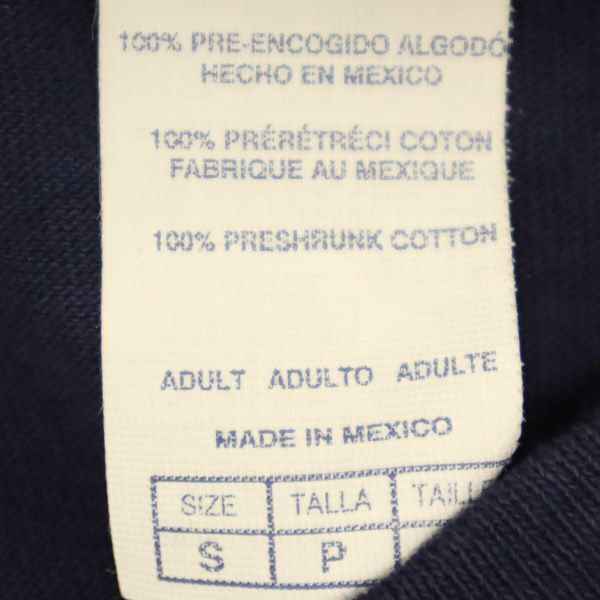 100% PRE-ENCOGIDO ALGODÓ
HECHO EN MEXICO
100% PRÉRÉTRÉCI COTON
FABRIQUE AU MEXIQUE
100% PRESHRUNK COTTON
ADULT ADULTO ADULTE
MADE IN MEXICO
SIZE TALLA TAILLE
S P